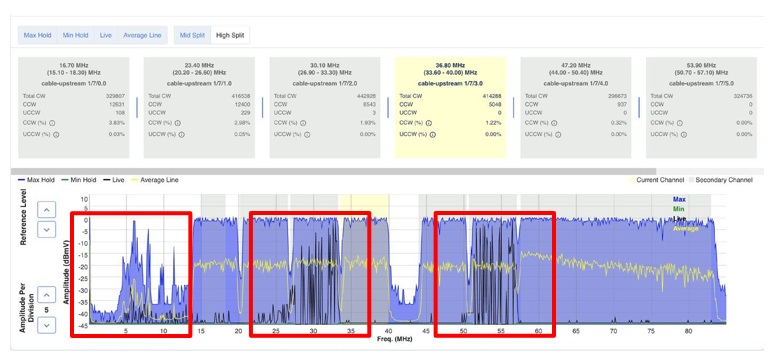 Max Hold Min Hold Live Average Line Mid Split High Split
16.70 MHz
(15.10 - 18.30) MHz
cable-upstream 1/7/0.0
Total CW 329807
CCW 12631
UCCW 108
CCW (%) 3.83%
UCCW (%) 0.03%
23.40 MHz
(20.20 - 26.60) MHz
cable-upstream 1/7/1.0
Total CW 416538
CCW 12400
UCCW 229
CCW (%) 2.98%
UCCW (%) 0.05%
30.10 MHz
(26.90 - 33.30) MHz
cable-upstream 1/7/2.0
Total CW 442928
CCW 6543
UCCW 3
CCW (%) 1.83%
UCCW (%) 0.00%
36.80 MHz
(33.60 - 40.00) MHz
cable-upstream 1/7/3.0
Total CW 414288
CCW 5048
UCCW 0
CCW (%) 1.22%
UCCW (%) 0.00%
47.20 MHz
(44.00 - 50.40) MHz
cable-upstream 1/7/4.0
Total CW 298673
CCW 937
UCCW 0
CCW (%) 0.32%
UCCW (%) 0.00%
53.90 MHz
(50.70 - 57.10) MHz
cable-upstream 1/7/5.0
Total CW 324736
CCW 0
UCCW 0
CCW (%) 0.00%
UCCW (%) 0.00%
Max Hold Min Hold Live Average Line
Current Channel Secondary Channel
Reference Level
Amplitude Per
Division
5
Amplitude (dBmV)
10
5
0
-5
-10
-15
-20
-25
-30
-35
-40
-45
Max
Min
Live
Average
5 10 15 20 25 30 35 40 45 50 55 60 65 70 75 80
Freq. (MHz)